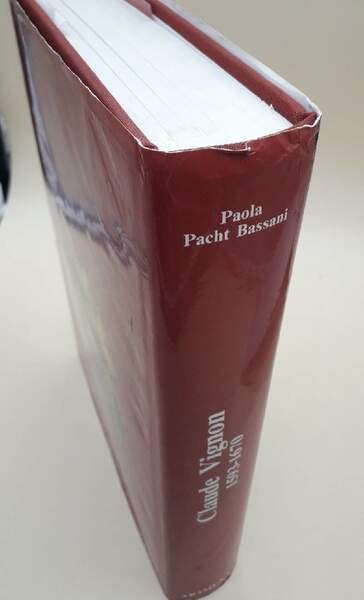 Paola
Pacht Bassani
Claude Vignon
1593-1670